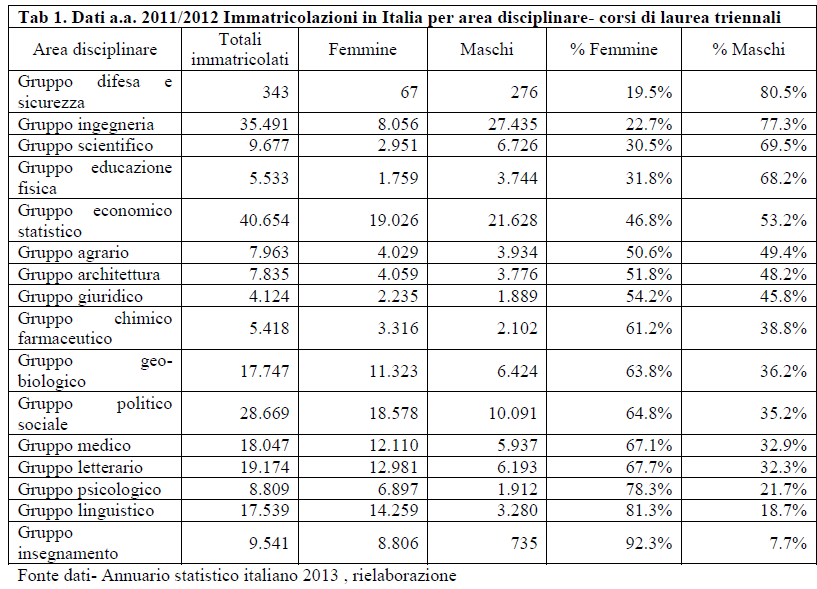 Tab 1. Dati a.a. 2011/2012 Immatricolazioni in Italia per area disciplinare- corsi di laurea triennali
Area disciplinare Totali immatricolati Femmine Maschi % Femmine % Maschi
Gruppo difesa e sicurezza 343 67 276 19.5% 80.5%
Gruppo ingegneria 35.491 8.056 27.435 22.7% 77.3%
Gruppo scientifico 9.677 2.951 6.726 30.5% 69.5%
Gruppo educazione fisica 5.533 1.759 3.744 31.8% 68.2%
Gruppo economico statistico 40.654 19.026 21.628 46.8% 53.2%
Gruppo agrario 7.963 4.029 3.934 50.6% 49.4%
Gruppo architettura 7.835 4.059 3.776 51.8% 48.2%
Gruppo giuridico 4.124 2.235 1.889 54.2% 45.8%
Gruppo chimico farmaceutico 5.418 3.316 2.102 61.2% 38.8%
Gruppo geo-biologico 17.747 11.323 6.424 63.8% 36.2%
Gruppo politico sociale 28.669 18.578 10.091 64.8% 35.2%
Gruppo medico 18.047 12.110 5.937 67.1% 32.9%
Gruppo letterario 19.174 12.981 6.193 67.7% 32.3%
Gruppo psicologico 8.809 6.897 1.912 78.3% 21.7%
Gruppo linguistico 17.539 14.259 3.280 81.3% 18.7%
Gruppo insegnamento 9.541 8.806 735 92.3% 7.7%
Fonte dati- Annuario statistico italiano 2013 , rielaborazione